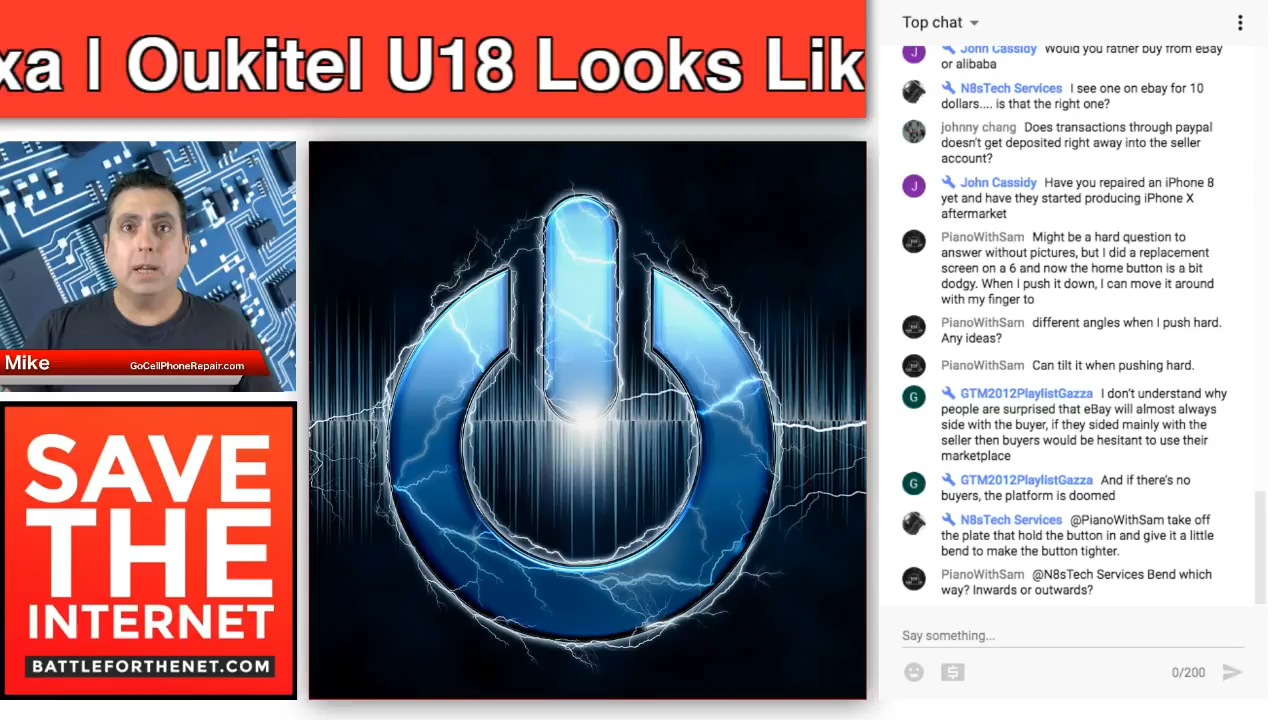 xa | Oukitel U18 Looks Lik
Mike
GoCellPhoneRepair.com
SAVE
THE
INTERNET
BATTLEFORTHENET.COM
Top chat
J
John Cassidy Would you rather buy from eBay
or alibaba
N8sTech Services I see one on ebay for 10
dollars.... is that the right one?
johnny chang Does transactions through paypal
doesn't get deposited right away into the seller
account?
J
John Cassidy Have you repaired an iPhone 8
yet and have they started producing iPhone X
aftermarket
PianoWithSam Might be a hard question to
answer without pictures, but I did a replacement
screen on a 6 and now the home button is a bit
dodgy. When I push it down, I can move it around
with my finger to
PianoWithSam different angles when I push hard.
Any ideas?
PianoWithSam Can tilt it when pushing hard.
G
GTM2012PlaylistGazza I don't understand why
people are surprised that eBay will almost always
side with the buyer, if they sided mainly with the
seller then buyers would be hesitant to use their
marketplace
G
GTM2012PlaylistGazza And if there's no
buyers, the platform is doomed
N8sTech Services @PianoWithSam take off
the plate that hold the button in and give it a little
bend to make the button tighter.
PianoWithSam @N8sTech Services Bend which
way? Inwards or outwards?
Say something...
0/200